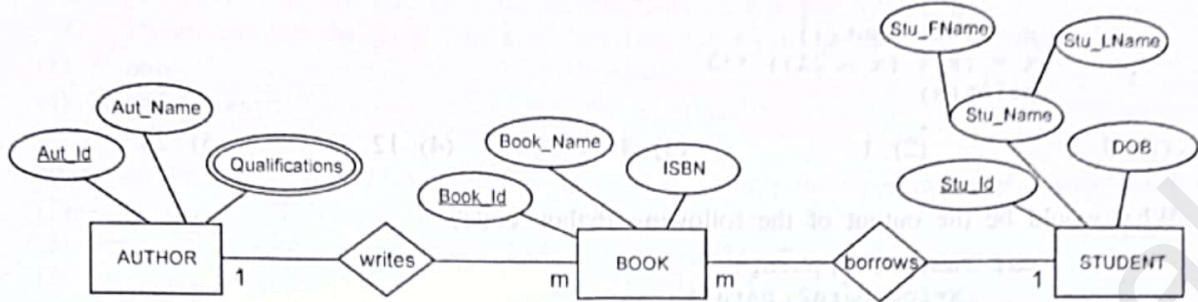 Stu_FName
Stu_LName
Aut_Name
Stu_Name
Aut_Id
Qualifications
Book_Name
ISBN
DOB
Book_Id
Stu_Id
AUTHOR
1
writes
m
BOOK
m
borrows
1
STUDENT